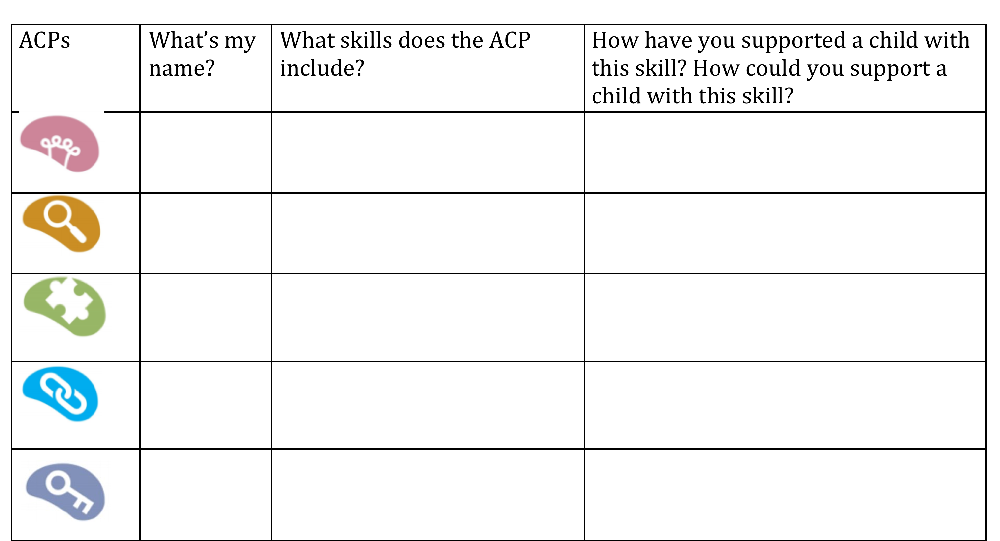 ACPs
What’s my
name?
What skills does the ACP
include?
How have you supported a child with
this skill? How could you support a
child with this skill?